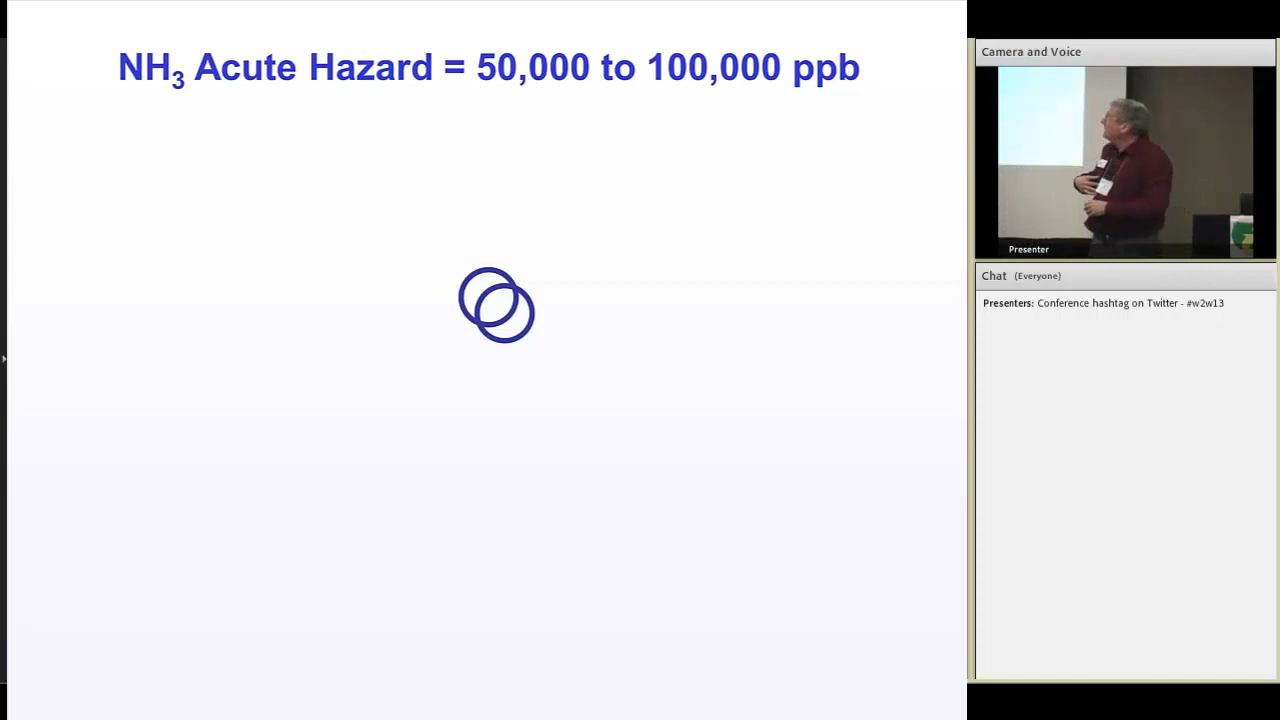 NH₃ Acute Hazard = 50,000 to 100,000 ppb
Camera and Voice
Presenter
Chat (Everyone)
Presenters: Conference hashtag on Twitter - #w2w13